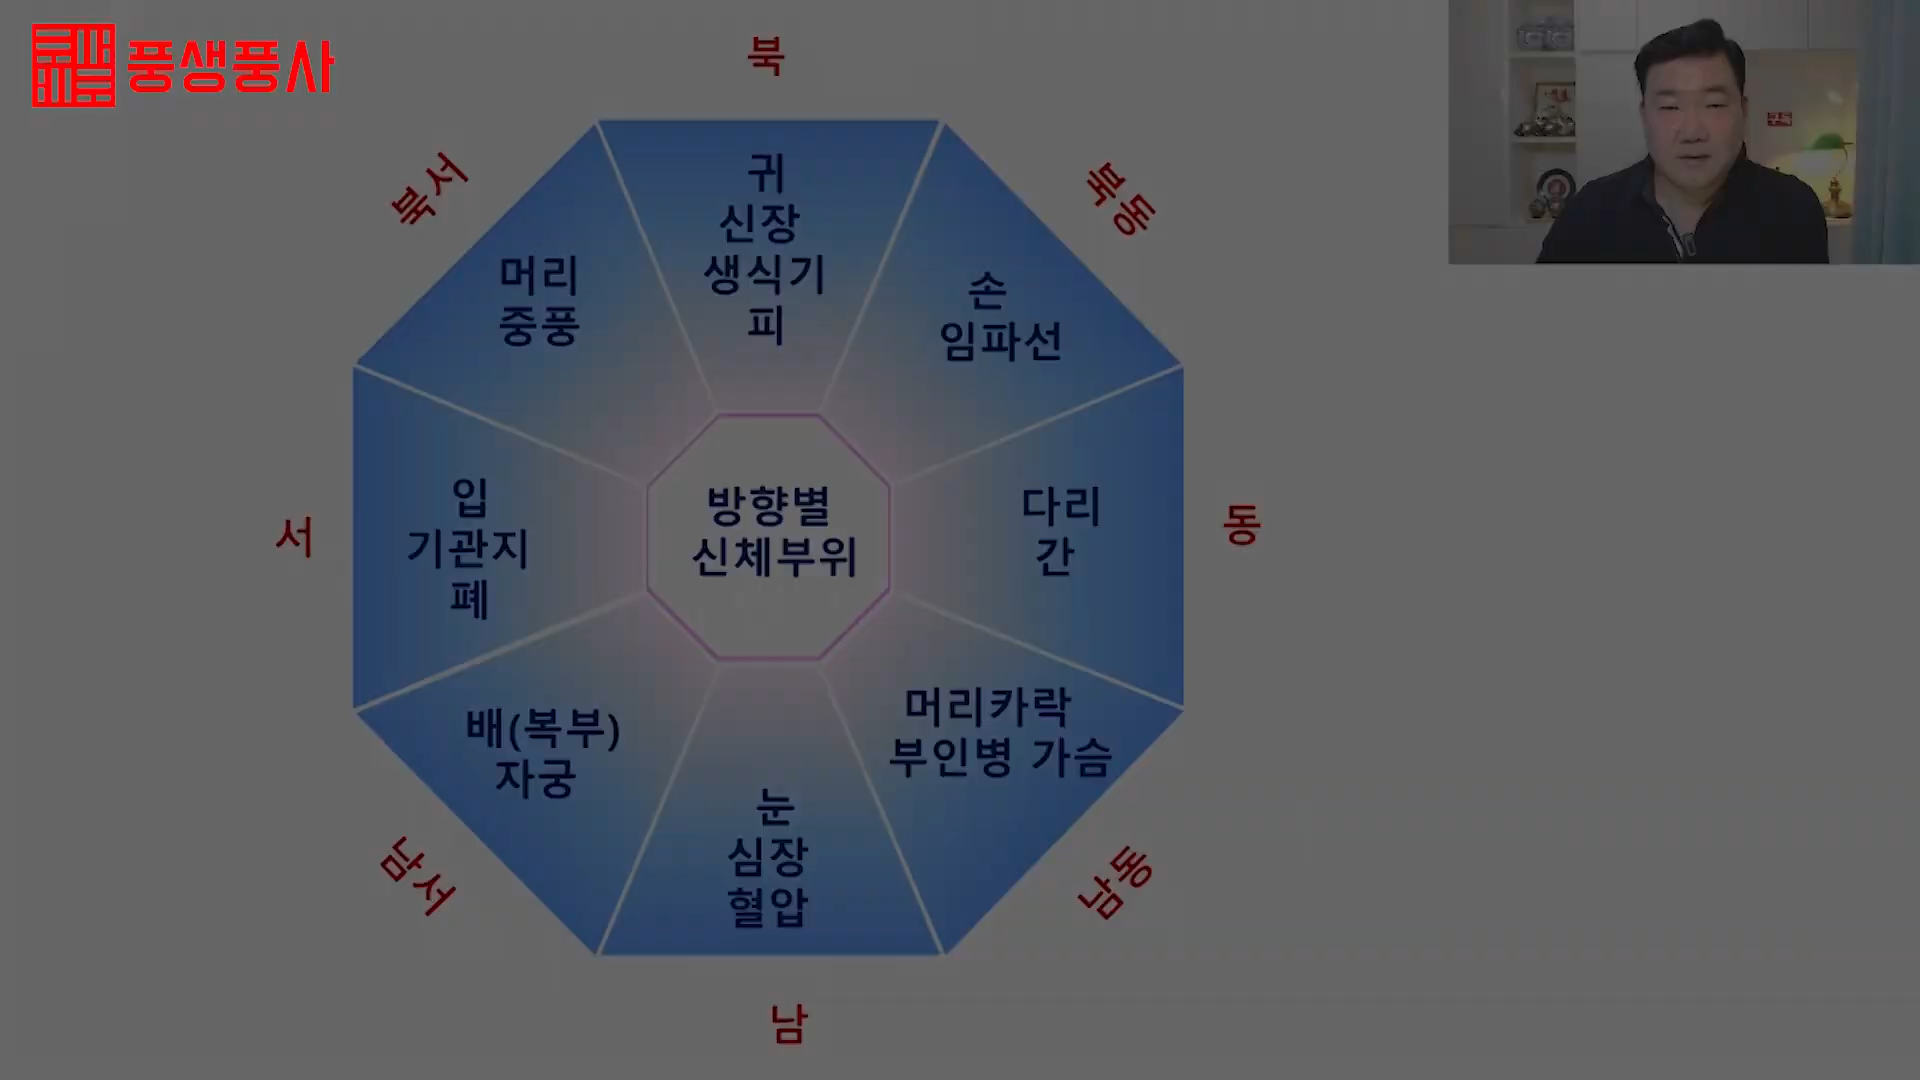 풍생풍사
북
북서
북동
귀
신장
생식기
피
머리
중풍
손
임파선
서
입
기관지
폐
방향별
신체부위
다리
간
동
배(복부)
자궁
머리카락
부인병 가슴
눈
심장
혈압
남서
남동
남